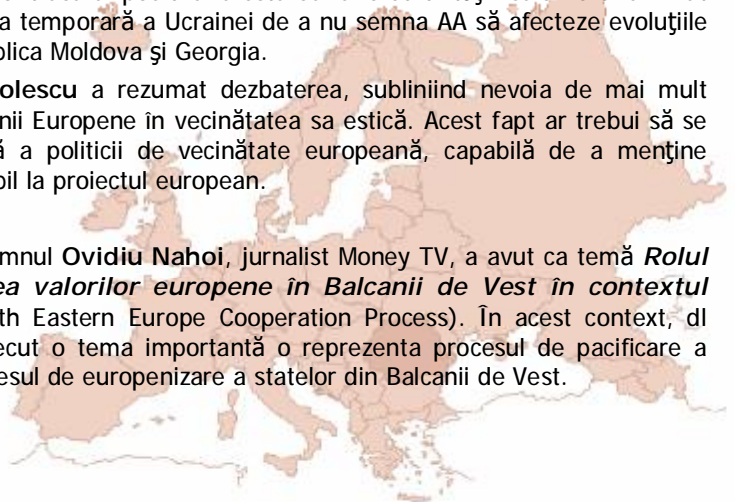 a temporară a Ucrainei de a nu semna AA să afecteze evoluţiile
blica Moldova şi Georgia.
olescu a rezumat dezbaterea, subliniind nevoia de mai mult
nii Europene în vecinătatea sa estică. Acest fapt ar trebui să se
ă a politicii de vecinătate europeană, capabilă de a menţine
bil la proiectul european.
mnul Ovidiu Nahoi, jurnalist Money TV, a avut ca temă Rolul
ea valorilor europene în Balcanii de Vest în contextul
th Eastern Europe Cooperation Process). În acest context, dl
ecut o tema importantă o reprezenta procesul de pacificare a
esul de europenizare a statelor din Balcanii de Vest.